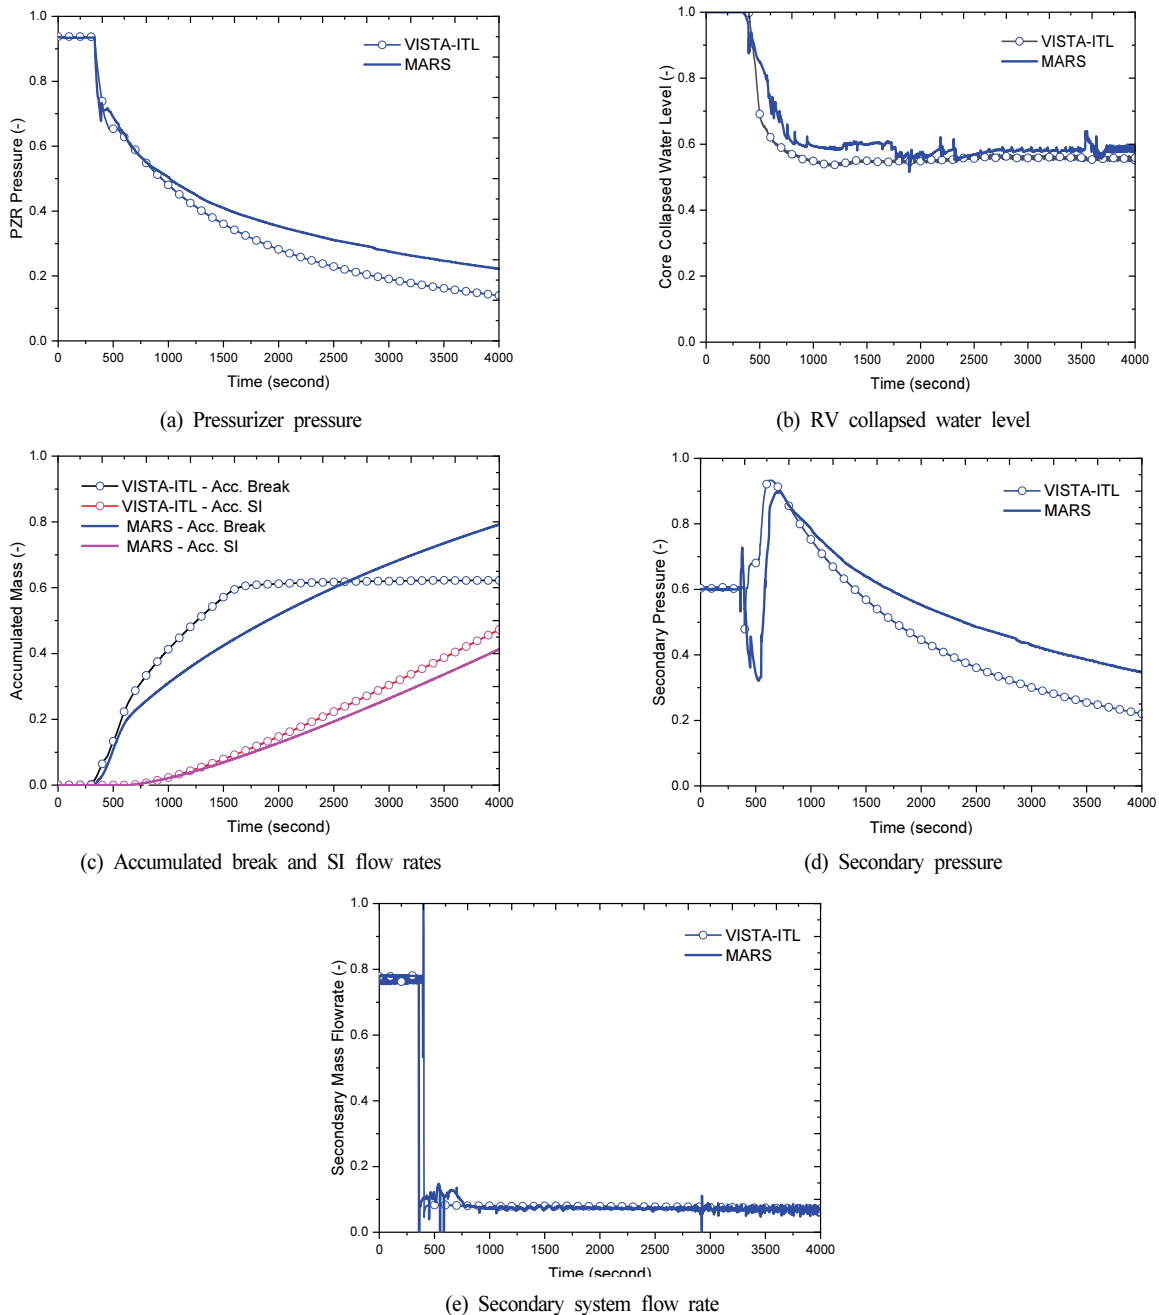 1.0
0.8
0.6
0.4
0.2
0.0
PZR Pressure (-)
VISTA-ITL
MARS
0 500 1000 1500 2000 2500 3000 3500 4000
Time (second)
(a) Pressurizer pressure
1.0
0.8
0.6
0.4
0.2
0.0
Core Collapsed Water Level (-)
VISTA-ITL
MARS
0 500 1000 1500 2000 2500 3000 3500 4000
Time (second)
(b) RV collapsed water level
1.0
0.8
0.6
0.4
0.2
0.0
Accumulated Mass (-)
VISTA-ITL - Acc. Break
VISTA-ITL - Acc. SI
MARS - Acc. Break
MARS - Acc. SI
0 500 1000 1500 2000 2500 3000 3500 4000
Time (second)
(c) Accumulated break and SI flow rates
1.0
0.8
0.6
0.4
0.2
0.0
Secondary Pressure (-)
VISTA-ITL
MARS
0 500 1000 1500 2000 2500 3000 3500 4000
Time (second)
(d) Secondary pressure
1.0
0.8
0.6
0.4
0.2
0.0
Secondsary Mass Flowrate (-)
VISTA-ITL
MARS
0 500 1000 1500 2000 2500 3000 3500 4000
Time (second)
(e) Secondary system flow rate